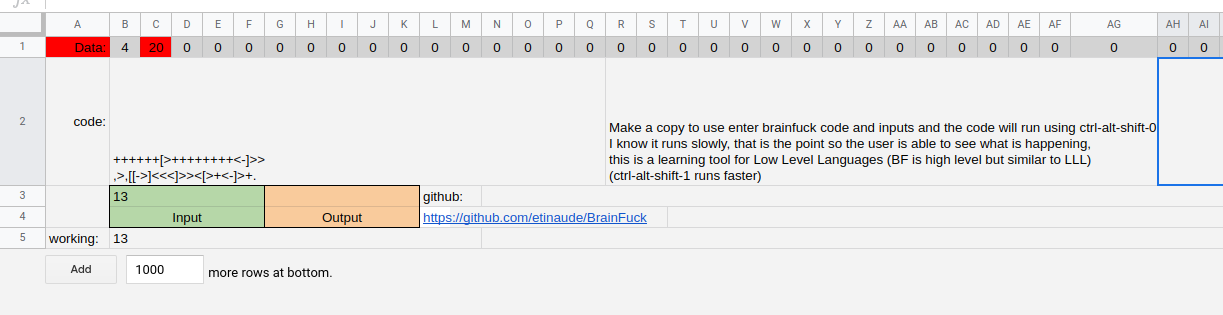 fx
A B C D E F G H I J K L M N O P Q R S T U V W X Y Z AA AB AC AD AE AF AG AH AI
1 Data: 4 20 0 0 0 0 0 0 0 0 0 0 0 0 0 0 0 0 0 0 0 0 0 0 0 0 0 0 0 0 0 0 0 0
2 code:
++++++[>++++++++<-]>>
,>,[[->]<<<]>><[>+<-]>+.
Make a copy to use enter brainfuck code and inputs and the code will run using ctrl-alt-shift-0
I know it runs slowly, that is the point so the user is able to see what is happening,
this is a learning tool for Low Level Languages (BF is high level but similar to LLL)
(ctrl-alt-shift-1 runs faster)
3 13 github:
4 Input Output https://github.com/etinaude/BrainFuck
5 working: 13
Add 1000 more rows at bottom.